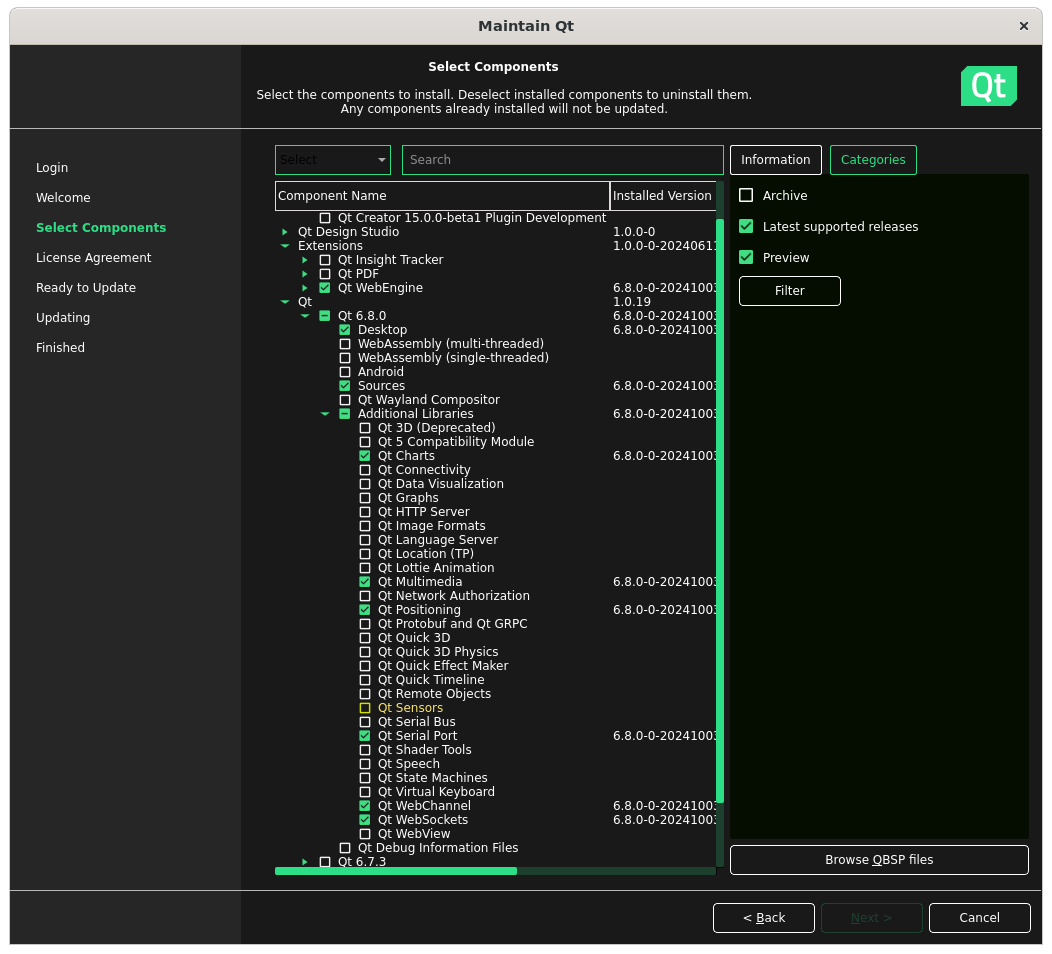 Maintain Qt
Select Components
Select the components to install. Deselect installed components to uninstall them.
Any components already installed will not be updated.
Qt
Login
Welcome
Select Components
License Agreement
Ready to Update
Updating
Finished
Select
Search
Information
Categories
Component Name Installed Version
Qt Creator 15.0.0-beta1 Plugin Development
Qt Design Studio 1.0.0-0
Extensions 1.0.0-0-20240611
Qt Insight Tracker
Qt PDF
Qt WebEngine 6.8.0-0-20241003
Qt 1.0.19
Qt 6.8.0 6.8.0-0-20241003
Desktop 6.8.0-0-20241003
WebAssembly (multi-threaded)
WebAssembly (single-threaded)
Android
Sources 6.8.0-0-20241003
Qt Wayland Compositor
Additional Libraries 6.8.0-0-20241003
Qt 3D (Deprecated)
Qt 5 Compatibility Module
Qt Charts 6.8.0-0-20241003
Qt Connectivity
Qt Data Visualization
Qt Graphs
Qt HTTP Server
Qt Image Formats
Qt Language Server
Qt Location (TP)
Qt Lottie Animation
Qt Multimedia 6.8.0-0-20241003
Qt Network Authorization
Qt Positioning 6.8.0-0-20241003
Qt Protobuf and Qt GRPC
Qt Quick 3D
Qt Quick 3D Physics
Qt Quick Effect Maker
Qt Quick Timeline
Qt Remote Objects
Qt Sensors
Qt Serial Bus
Qt Serial Port 6.8.0-0-20241003
Qt Shader Tools
Qt Speech
Qt State Machines
Qt Virtual Keyboard
Qt WebChannel 6.8.0-0-20241003
Qt WebSockets 6.8.0-0-20241003
Qt WebView
Qt Debug Information Files
Qt 6.7.3
Archive
Latest supported releases
Preview
Filter
Browse QBSP files
< Back
Next >
Cancel